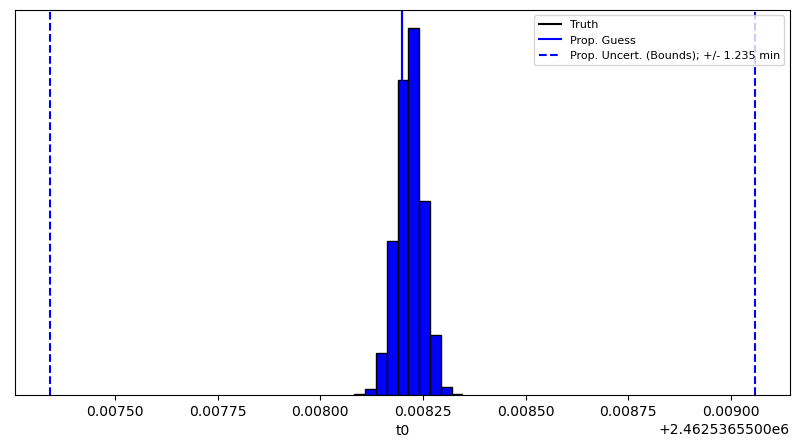 Truth
Prop. Guess
Prop. Uncert. (Bounds); +/- 1.235 min
0.00750 0.00775 0.00800 0.00825 0.00850 0.00875 0.00900
t0 +2.4625365500e6